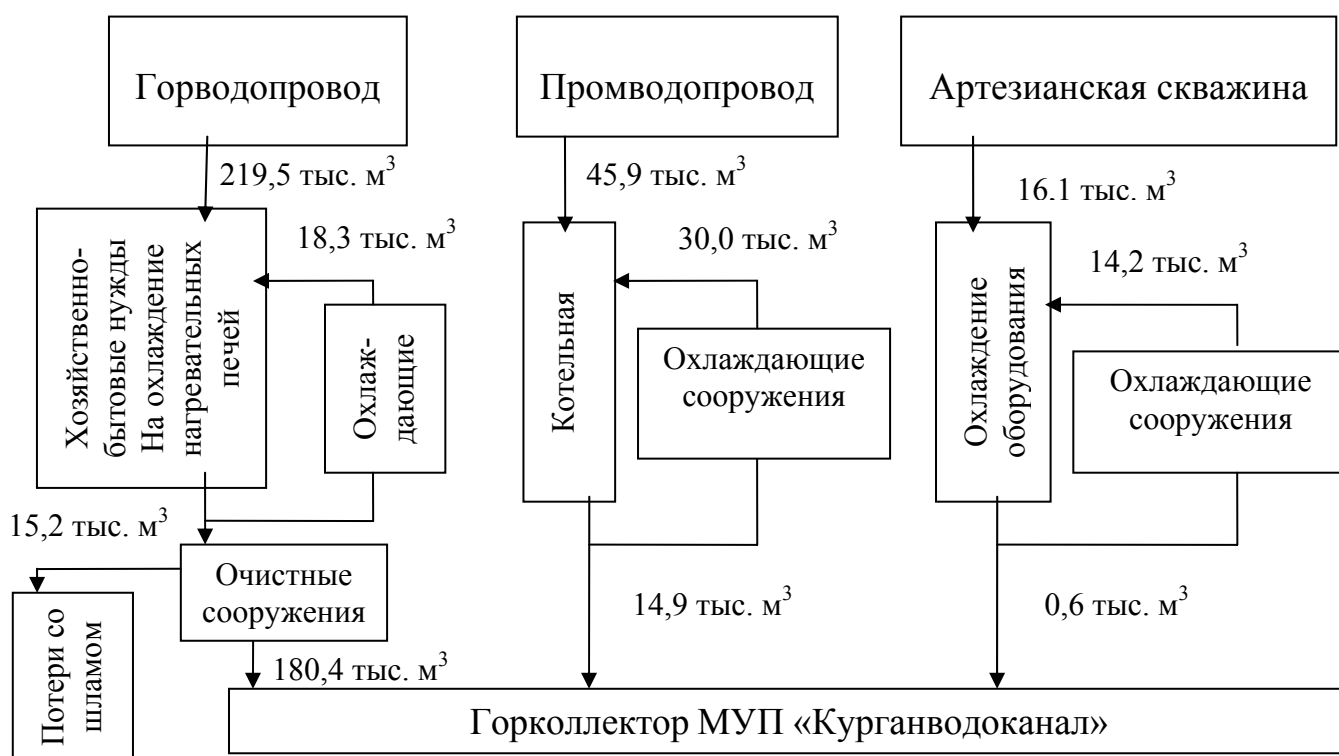 Горводопровод
Промводопровод
Артезианская скважина
219,5 тыс. м³
45,9 тыс. м³
16.1 тыс. м³
18,3 тыс. м³
30,0 тыс. м³
14,2 тыс. м³
Хозяйственно-
бытовые нужды
На охлаждение
нагревательных
печей
Охлаж-
дающие
Котельная
Охлаждающие
сооружения
Охлаждение
оборудования
Охлаждающие
сооружения
15,2 тыс. м³
Очистные
сооружения
14,9 тыс. м³
0,6 тыс. м³
Потери со
шламом
180,4 тыс. м³
Горколлектор МУП «Курганводоканал»